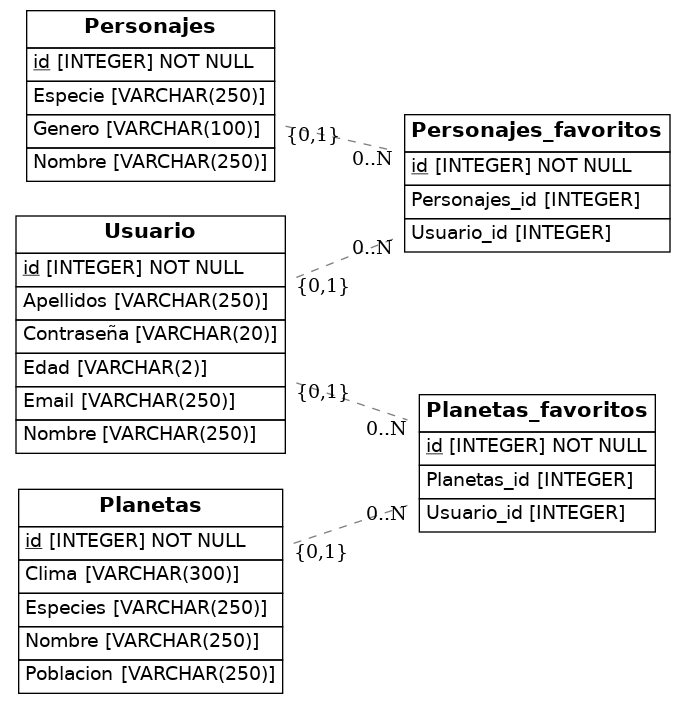 Personajes
id [INTEGER] NOT NULL
Especie [VARCHAR(250)]
Genero [VARCHAR(100)]
Nombre [VARCHAR(250)]
{0,1}
0..N
Personajes_favoritos
id [INTEGER] NOT NULL
Personajes_id [INTEGER]
Usuario_id [INTEGER]
Usuario
id [INTEGER] NOT NULL
Apellidos [VARCHAR(250)]
Contraseña [VARCHAR(20)]
Edad [VARCHAR(2)]
Email [VARCHAR(250)]
Nombre [VARCHAR(250)]
0..N
{0,1}
{0,1}
0..N
Planetas_favoritos
id [INTEGER] NOT NULL
Planetas_id [INTEGER]
Usuario_id [INTEGER]
Planetas
id [INTEGER] NOT NULL
Clima [VARCHAR(300)]
Especies [VARCHAR(250)]
Nombre [VARCHAR(250)]
Poblacion [VARCHAR(250)]
0..N
{0,1}